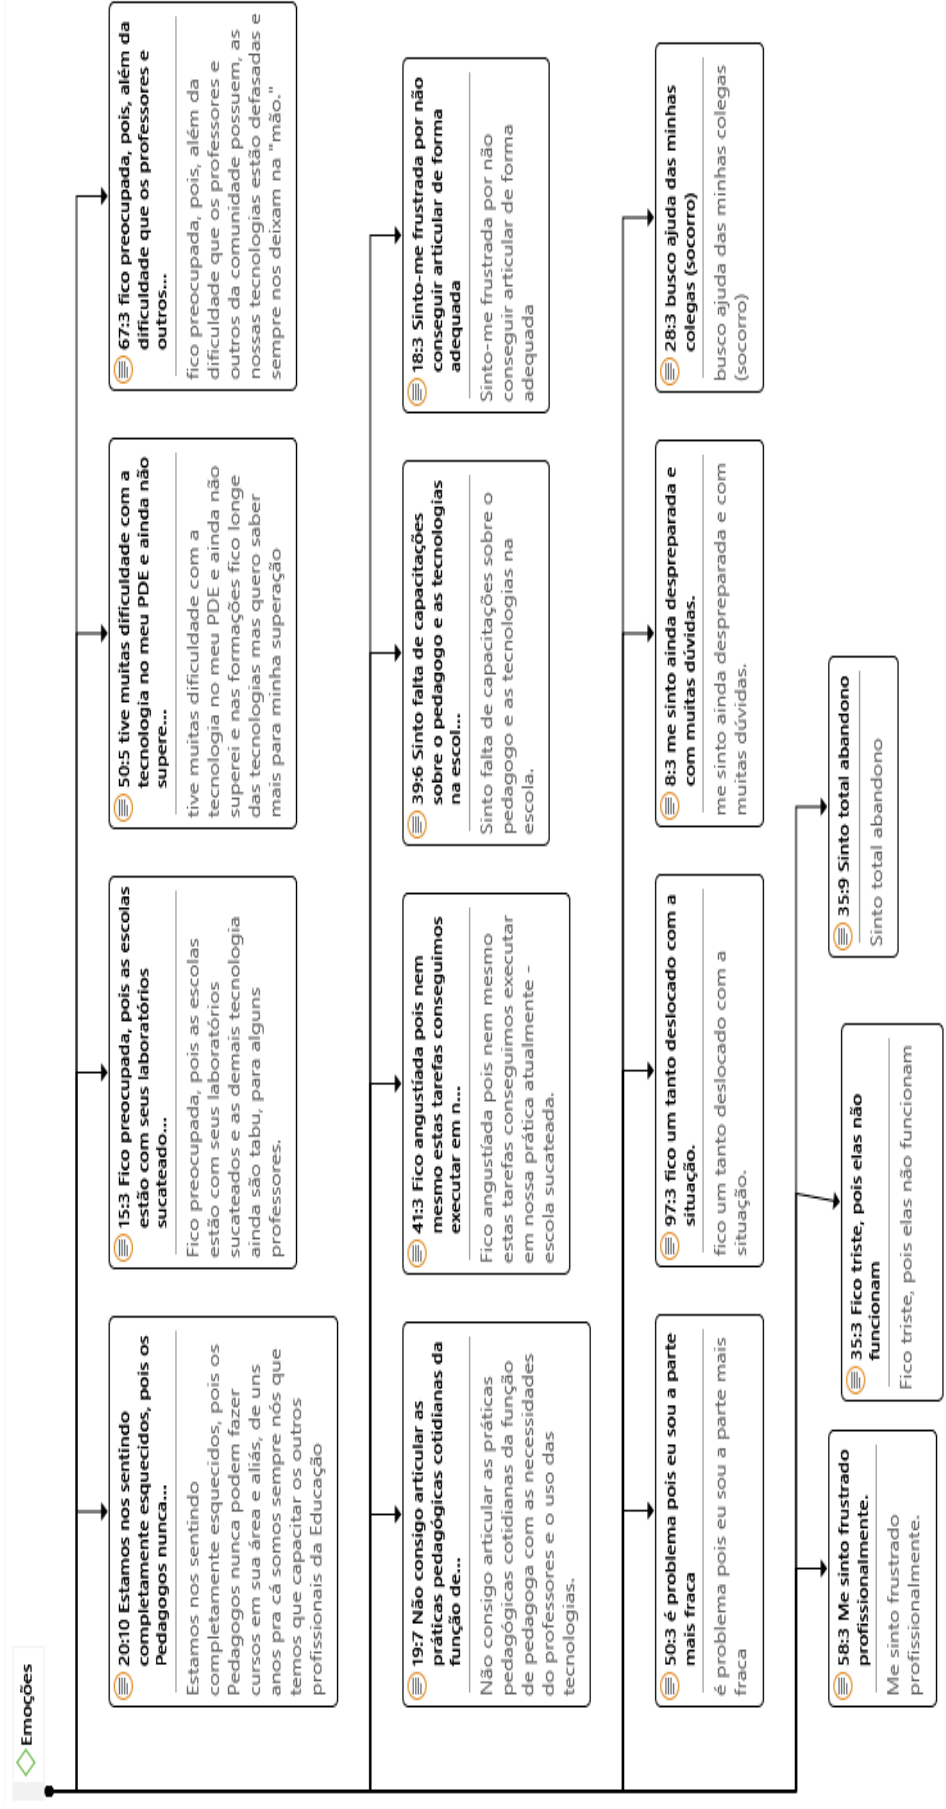 Emoções
20:10 Estamos nos sentindo
completamente esquecidos, pois os
Pedagogos nunca...
Estamos nos sentindo
completamente esquecidos, pois os
Pedagogos nunca podem fazer
cursos em sua área e aliás, de uns
anos pra cá somos sempre nós que
temos que capacitar os outros
profissionais da Educação
15:3 Fico preocupada, pois as escolas
estão com seus laboratórios
sucateado...
Fico preocupada, pois as escolas
estão com seus laboratórios
sucateados e as demais tecnologia
ainda são tabu, para alguns
professores.
50:5 tive muitas dificuldade com a
tecnologia no meu PDE e ainda não
supere...
tive muitas dificuldade com a
tecnologia no meu PDE e ainda não
superei e nas formações fico longe
das tecnologias mas quero saber
mais para minha superação
67:3 fico preocupada, pois, além da
dificuldade que os professores e
outros...
fico preocupada, pois, além da
dificuldade que os professores e
outros da comunidade possuem, as
nossas tecnologias estão defasadas e
sempre nos deixam na "mão."
19:7 Não consigo articular as
práticas pedagógicas cotidianas da
função de...
Não consigo articular as práticas
pedagógicas cotidianas da função
de pedagoga com as necessidades
do professores e o uso das
tecnologias.
41:3 Fico angustíada pois nem
mesmo estas tarefas conseguimos
executar em n...
Fico angustíada pois nem mesmo
estas tarefas conseguimos executar
em nossa prática atualmente –
escola sucateada.
39:6 Sinto falta de capacitações
sobre o pedagogo e as tecnologias
na escol...
Sinto falta de capacitações sobre o
pedagogo e as tecnologias na
escola.
18:3 Sinto-me frustrada por não
conseguir articular de forma
adequada
Sinto-me frustrada por não
conseguir articular de forma
adequada
50:3 é problema pois eu sou a parte
mais fraca
é problema pois eu sou a parte mais
fraca
97:3 fico um tanto deslocado com a
situação.
fico um tanto deslocado com a
situação.
8:3 me sinto ainda despreparada e
com muitas dúvidas.
me sinto ainda despreparada e com
muitas dúvidas.
28:3 busco ajuda das minhas
colegas (socorro)
busco ajuda das minhas colegas
(socorro)
58:3 Me sinto frustrado
profissionalmente.
Me sinto frustrado
profissionalmente.
35:3 Fico triste, pois elas não
funcionam
Fico triste, pois elas não funcionam
35:9 Sinto total abandono
Sinto total abandono